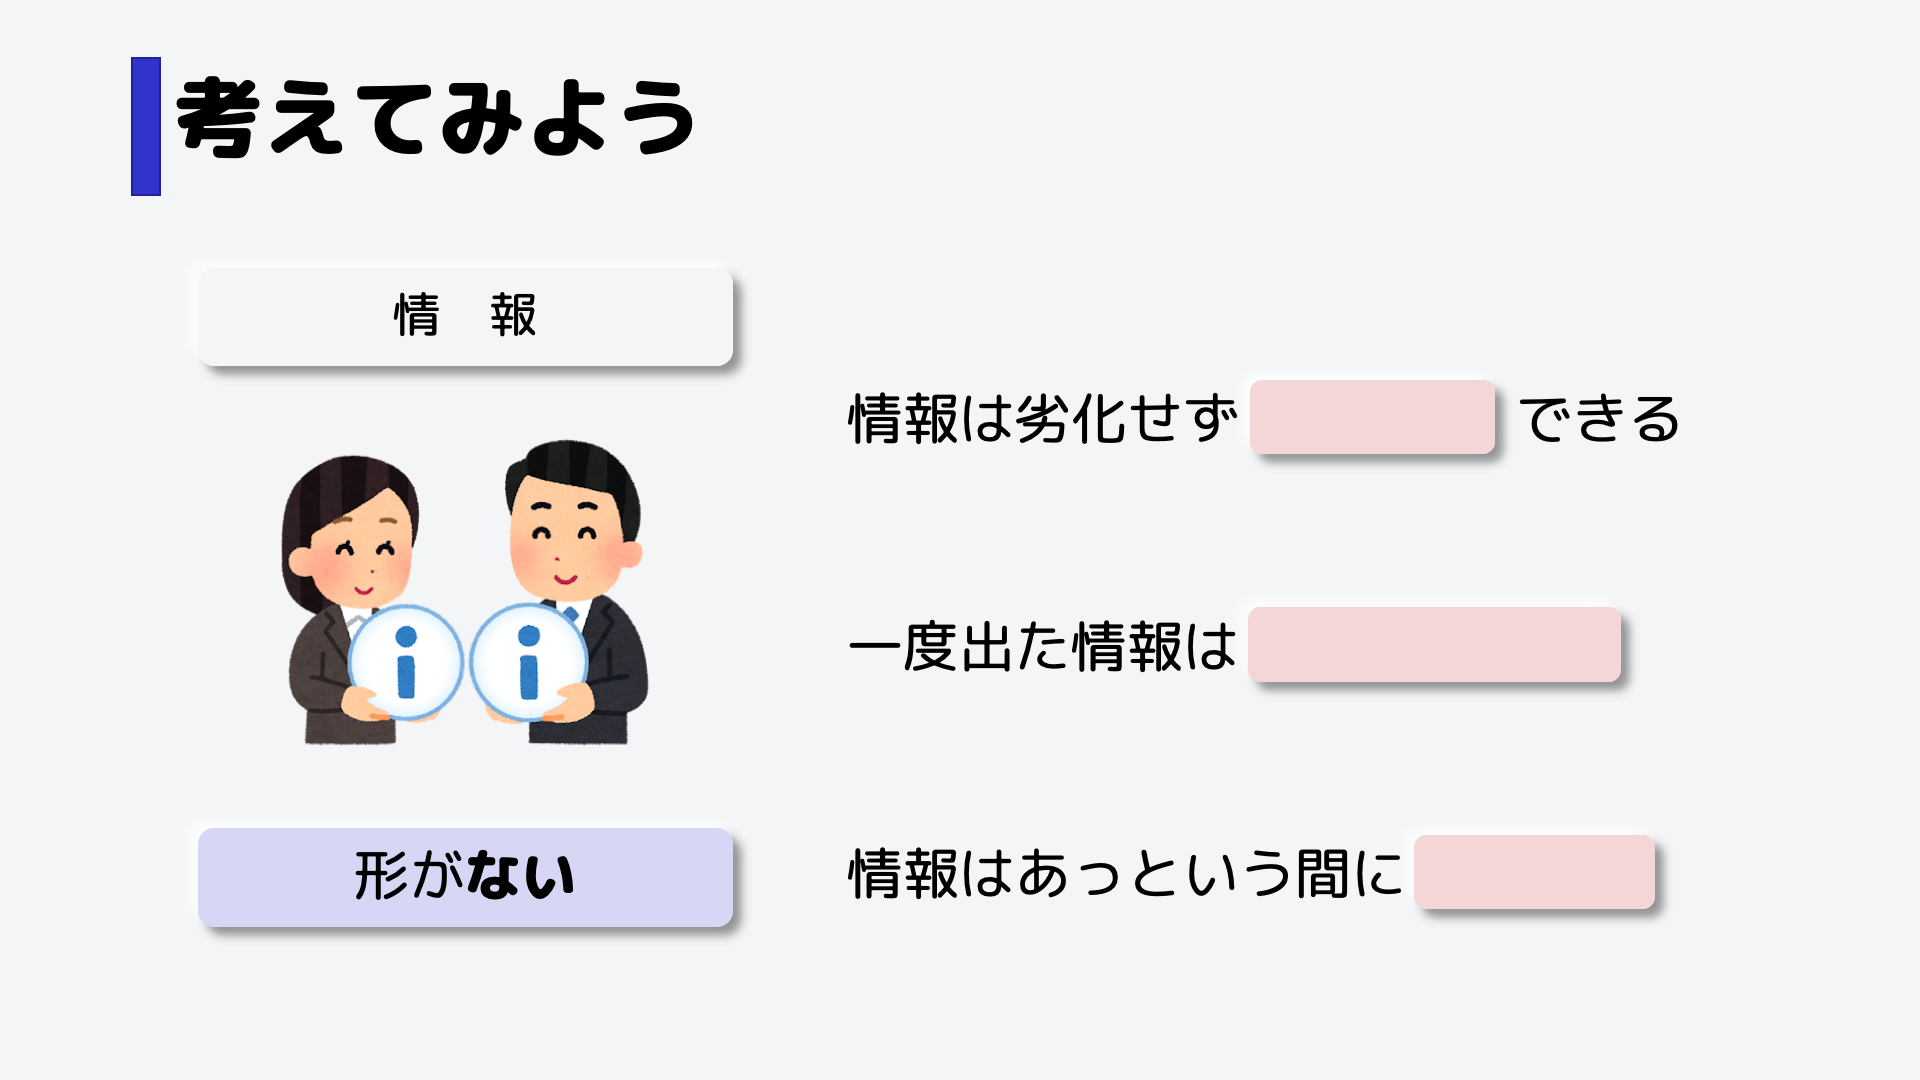 考えてみよう
情　報
情報は劣化せず　できる
一度出た情報は
情報はあっという間に
形がない
i i